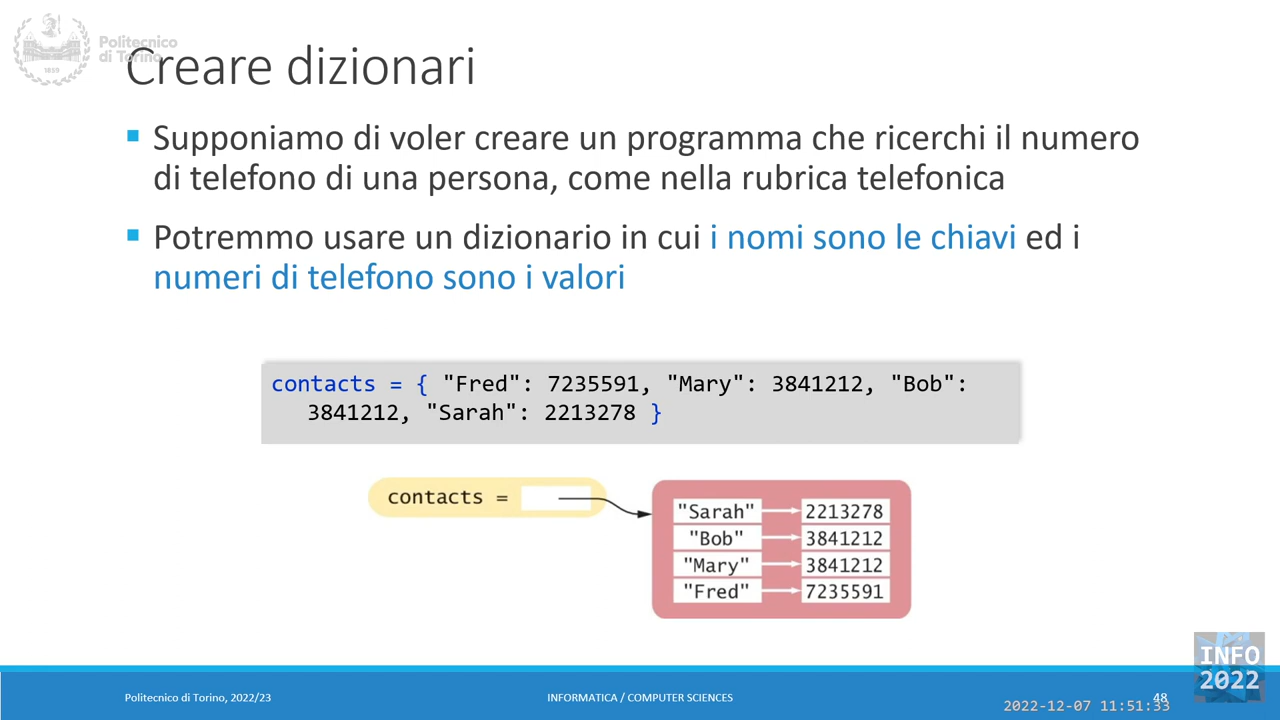 Politecnico
di Torino
1859
Creare dizionari
▪ Supponiamo di voler creare un programma che ricerchi il numero
di telefono di una persona, come nella rubrica telefonica
▪ Potremmo usare un dizionario in cui i nomi sono le chiavi ed i
numeri di telefono sono i valori
contacts = { "Fred": 7235591, "Mary": 3841212, "Bob":
3841212, "Sarah": 2213278 }
contacts =
"Sarah" 2213278
"Bob" 3841212
"Mary" 3841212
"Fred" 7235591
INFO
2022
Politecnico di Torino, 2022/23
INFORMATICA / COMPUTER SCIENCES
48
2022-12-07 11:51:33